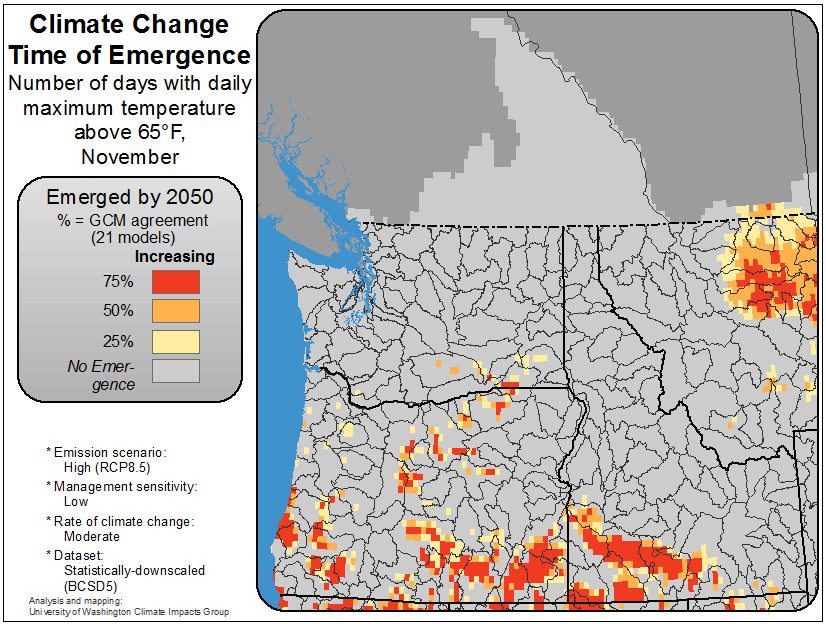 Climate Change
Time of Emergence
Number of days with daily
maximum temperature
above 65°F,
November
Emerged by 2050
% = GCM agreement
(21 models)
Increasing
75%
50%
25%
No Emer-
gence
* Emission scenario:
High (RCP8.5)
* Management sensitivity:
Low
* Rate of climate change:
Moderate
* Dataset:
Statistically-downscaled
(BCSD5)
Analysis and mapping:
University of Washington Climate Impacts Group